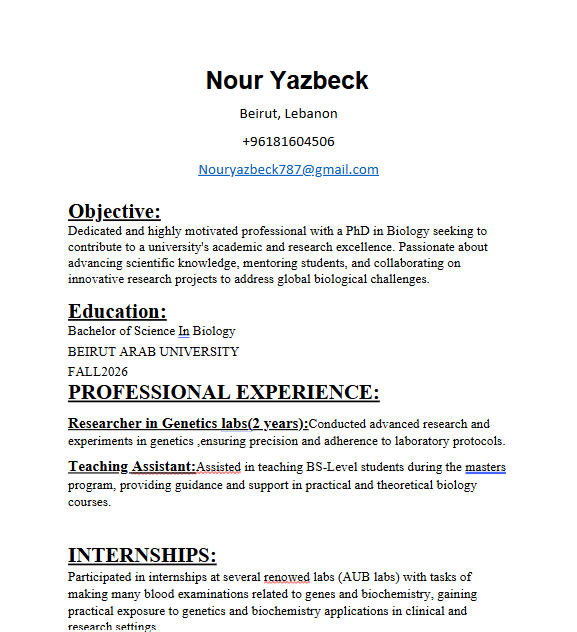 Nour Yazbeck
Beirut, Lebanon
+96181604506
Nouryazbeck787@gmail.com
Objective:
Dedicated and highly motivated professional with a PhD in Biology seeking to
contribute to a university's academic and research excellence. Passionate about
advancing scientific knowledge, mentoring students, and collaborating on
innovative research projects to address global biological challenges.
Education:
Bachelor of Science In Biology
BEIRUT ARAB UNIVERSITY
FALL2026
PROFESSIONAL EXPERIENCE:
Researcher in Genetics labs(2 years):Conducted advanced research and
experiments in genetics ,ensuring precision and adherence to laboratory protocols.
Teaching Assistant:Assisted in teaching BS-Level students during the masters
program, providing guidance and support in practical and theoretical biology
courses.
INTERNSHIPS:
Participated in internships at several renowed labs (AUB labs) with tasks of
making many blood examinations related to genes and biochemistry, gaining
practical exposure to genetics and biochemistry applications in clinical and
research settings